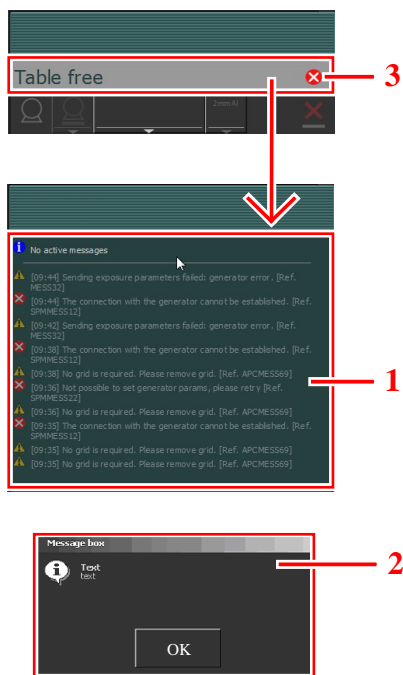 Table free
3
2mm Al
No active messages
[09:44] Sending exposure parameters failed: generator error. [Ref.
MESS32]
[09:44] The connection with the generator cannot be established. [Ref.
SPMMESS12]
[09:42] Sending exposure parameters failed: generator error. [Ref.
MESS32]
[09:38] The connection with the generator cannot be established. [Ref.
SPMMESS12]
[09:38] No grid is required. Please remove grid. [Ref. APCMESS69]
[09:36] Not possible to set generator params, please retry [Ref.
SPMMESS22]
[09:36] No grid is required. Please remove grid. [Ref. APCMESS69]
[09:35] The connection with the generator cannot be established. [Ref.
SPMMESS12]
[09:35] No grid is required. Please remove grid. [Ref. APCMESS69]
[09:35] No grid is required. Please remove grid. [Ref. APCMESS69]
1
Message box
Text
text
2
OK